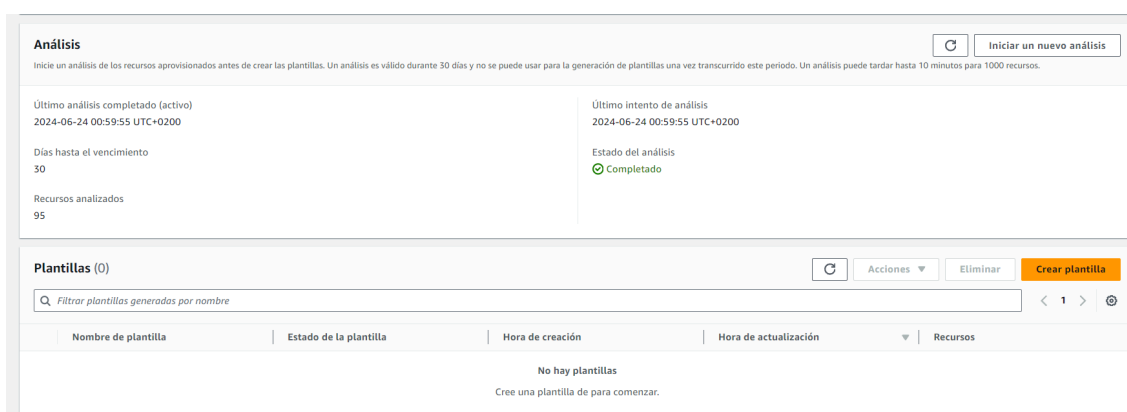 Análisis
Iniciar un nuevo análisis
Inicie un análisis de los recursos aprovisionados antes de crear las plantillas. Un análisis es válido durante 30 días y no se puede usar para la generación de plantillas una vez transcurrido este periodo. Un análisis puede tardar hasta 10 minutos para 1000 recursos.
Último análisis completado (activo)
2024-06-24 00:59:55 UTC+0200
Días hasta el vencimiento
30
Recursos analizados
95
Último intento de análisis
2024-06-24 00:59:55 UTC+0200
Estado del análisis
Completado
Plantillas (0)
Acciones
Eliminar
Crear plantilla
Filtrar plantillas generadas por nombre
1
Nombre de plantilla
Estado de la plantilla
Hora de creación
Hora de actualización
Recursos
No hay plantillas
Cree una plantilla de para comenzar.